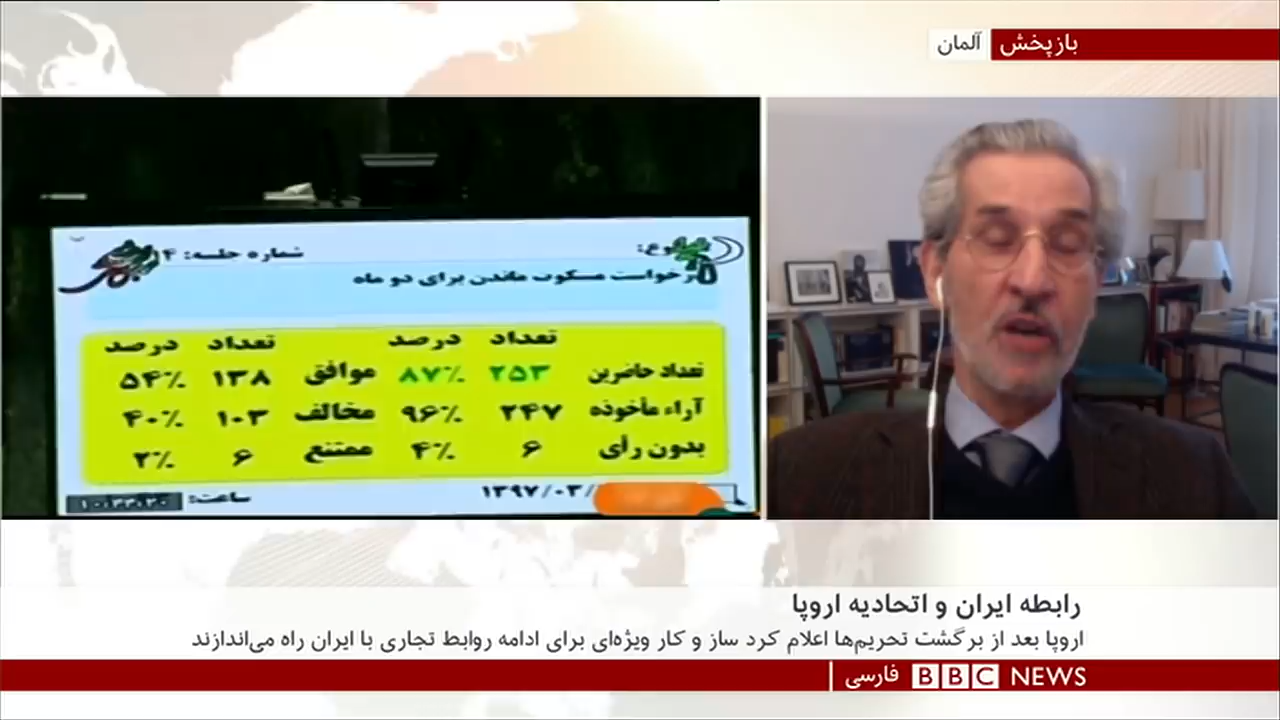 بازپخش آلمان
شماره جلسه: ۴
درخواست مسکوت ماندن برای دو ماه
تعداد درصد تعداد درصد
تعداد حاضرین ۲۵۳ ۸۷٪ موافق ۱۳۸ ۵۴٪
آراء مأخوذه ۲۴۷ ۹۶٪ مخالف ۱۰۳ ۴۰٪
بدون رأی ۶ ۴٪ ممتنع ۶ ۲٪
۱۳۹۷/۰۳/ ساعت:
رابطه ایران و اتحادیه اروپا
اروپا بعد از برگشت تحریم‌ها اعلام کرد ساز و کار ویژه‌ای برای ادامه روابط تجاری با ایران راه می‌اندازند
BBC NEWS فارسی